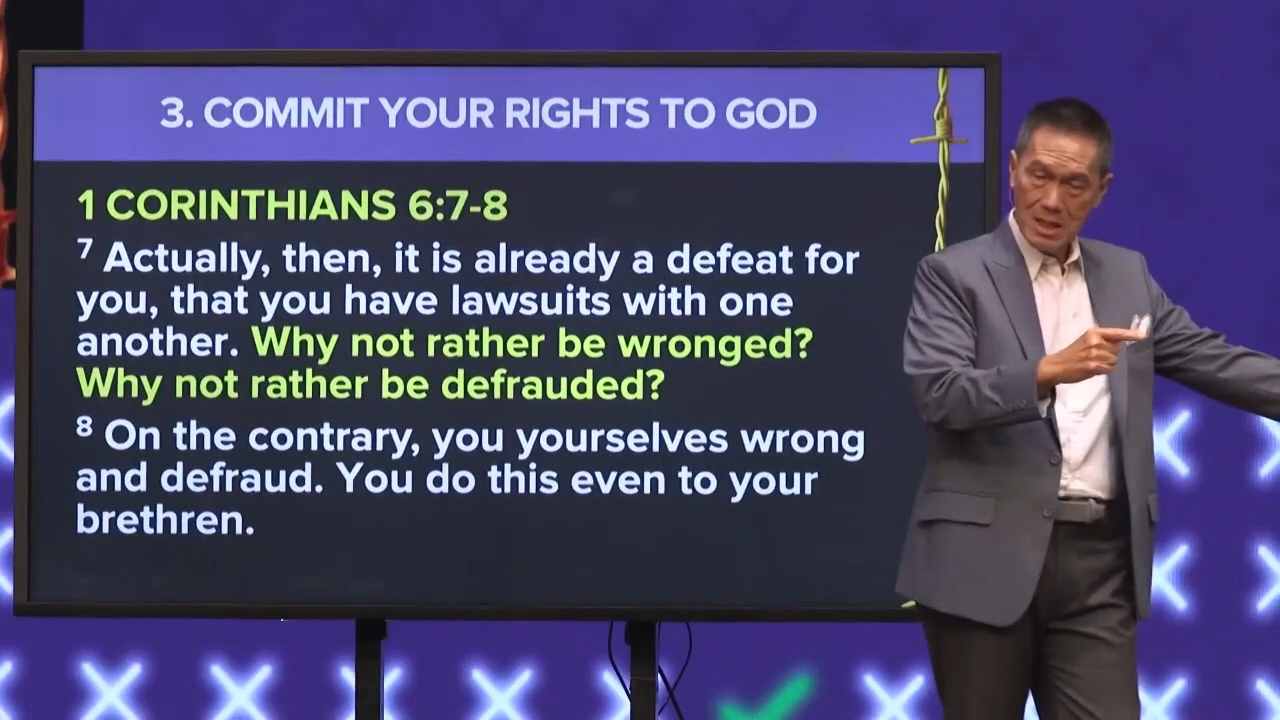 3. COMMIT YOUR RIGHTS TO GOD
1 CORINTHIANS 6:7-8
7 Actually, then, it is already a defeat for
you, that you have lawsuits with one
another. Why not rather be wronged?
Why not rather be defrauded?
8 On the contrary, you yourselves wrong
and defraud. You do this even to your
brethren.